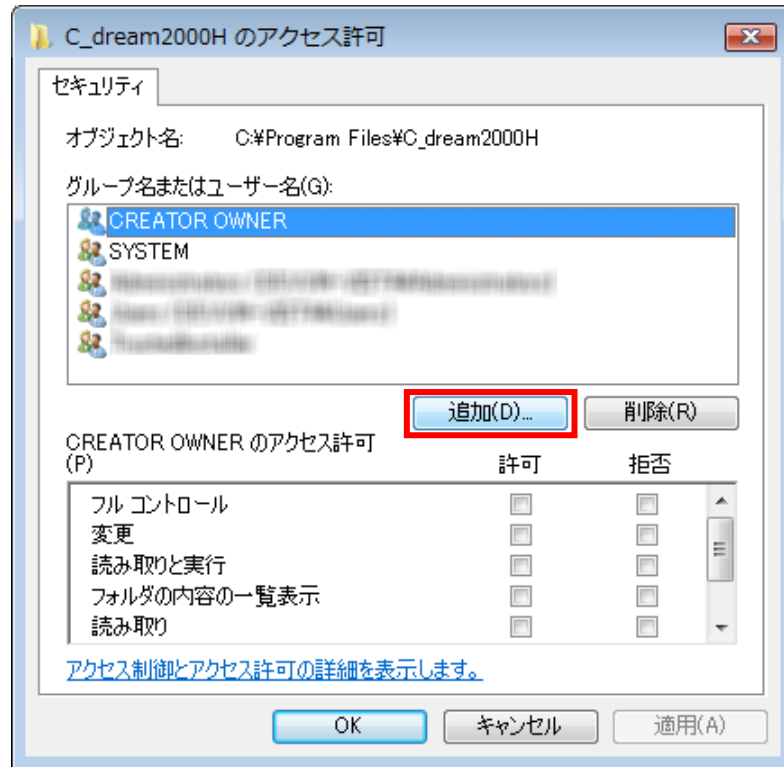 C_dream2000H のアクセス許可
セキュリティ
オブジェクト名: C:¥Program Files¥C_dream2000H
グループ名またはユーザー名(G):
CREATOR OWNER
SYSTEM
追加(D)... 削除(R)
CREATOR OWNER のアクセス許可
(P) 許可 拒否
フル コントロール
変更
読み取りと実行
フォルダの内容の一覧表示
読み取り
アクセス制御とアクセス許可の詳細を表示します。
OK キャンセル 適用(A)